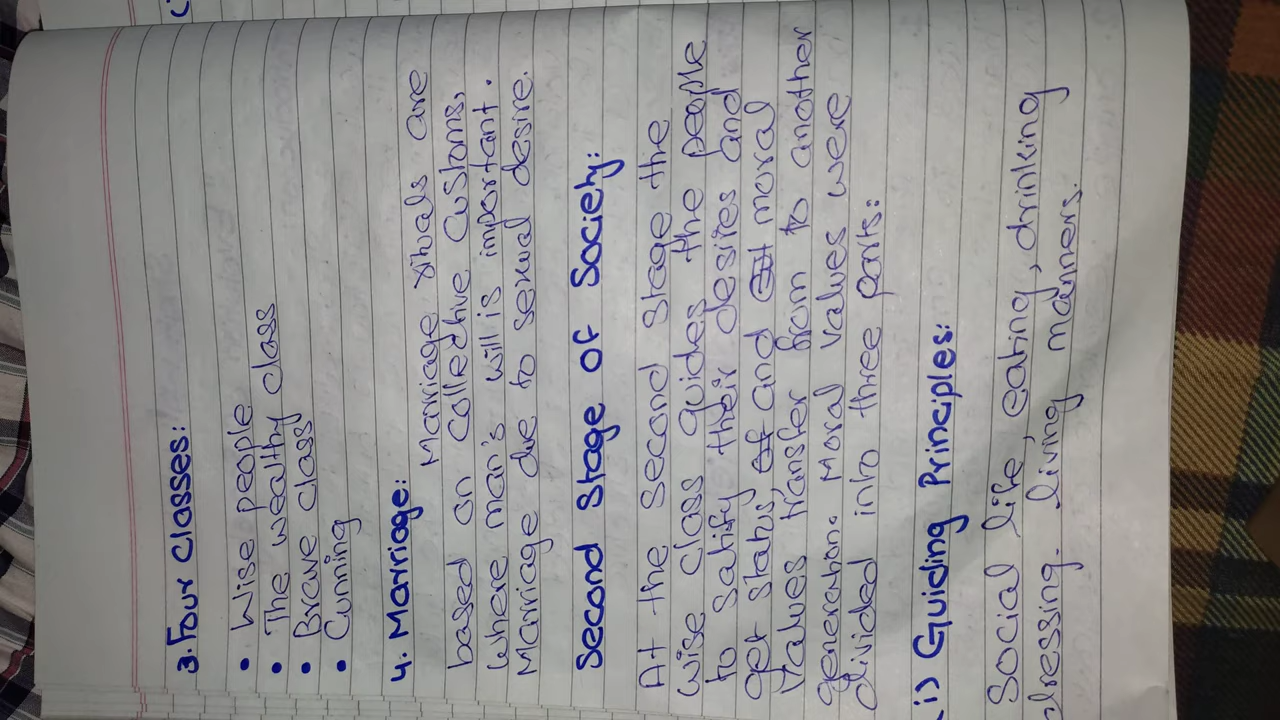 3. Four Classes:
• Wise people
• The wealthy class
• Brave class
• Cunning
4. Marriage:
Marriage rituals are
based on collective customs,
where man's will is important.
Marriage due to sexual desire.
Second Stage of Society:
At the second stage the
wise class guides the people
to satify their desires and
get status of and moral
values transfer from to another
generation. Moral values were
divided into three parts:
(i) Guiding Principles:
Social life, eating, drinking
dressing. living manners.